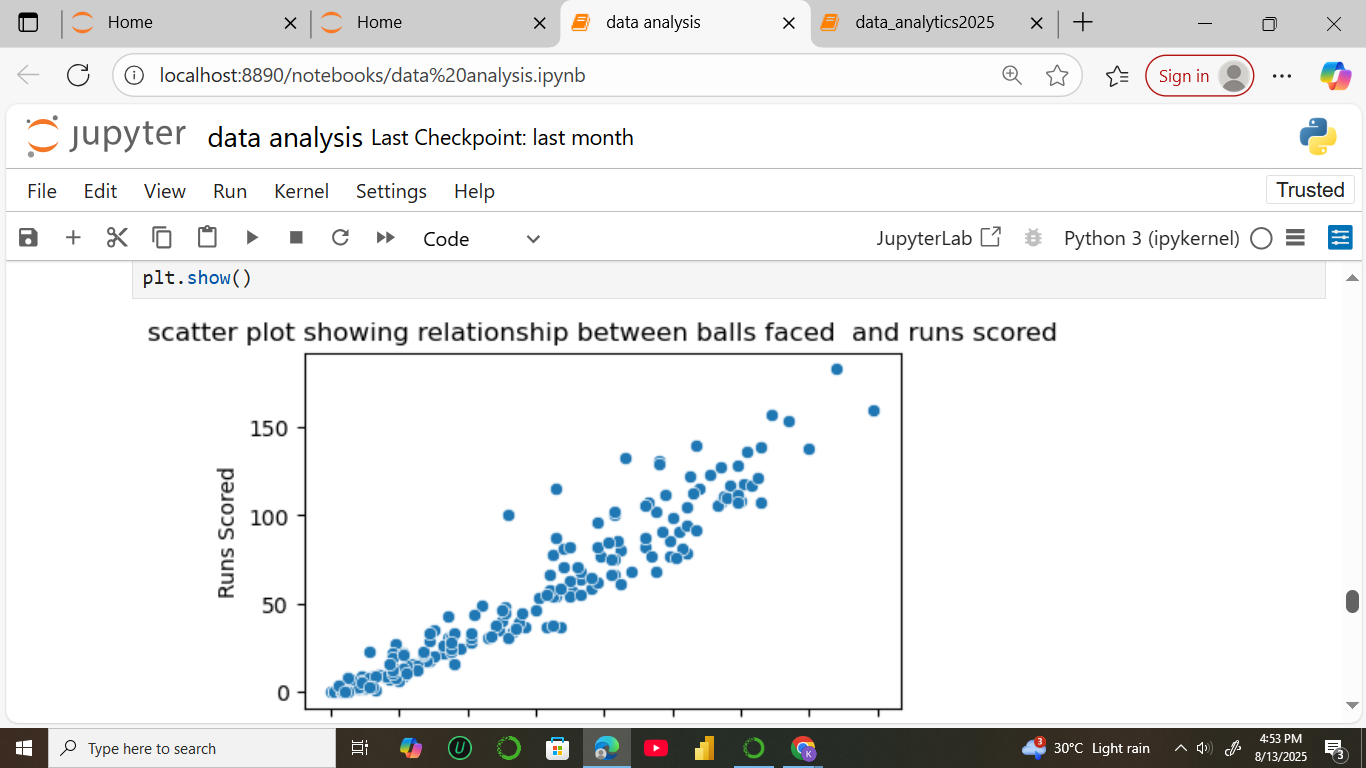 Home
Home
data analysis
data_analytics2025
localhost:8890/notebooks/data%20analysis.ipynb
Sign in
jupyter data analysis Last Checkpoint: last month
File Edit View Run Kernel Settings Help
Trusted
Code
JupyterLab
Python 3 (ipykernel)
plt.show()
scatter plot showing relationship between balls faced  and runs scored
150
100
50
0
Runs Scored
Type here to search
U
K
3
30°C Light rain
4:53 PM
8/13/2025
3